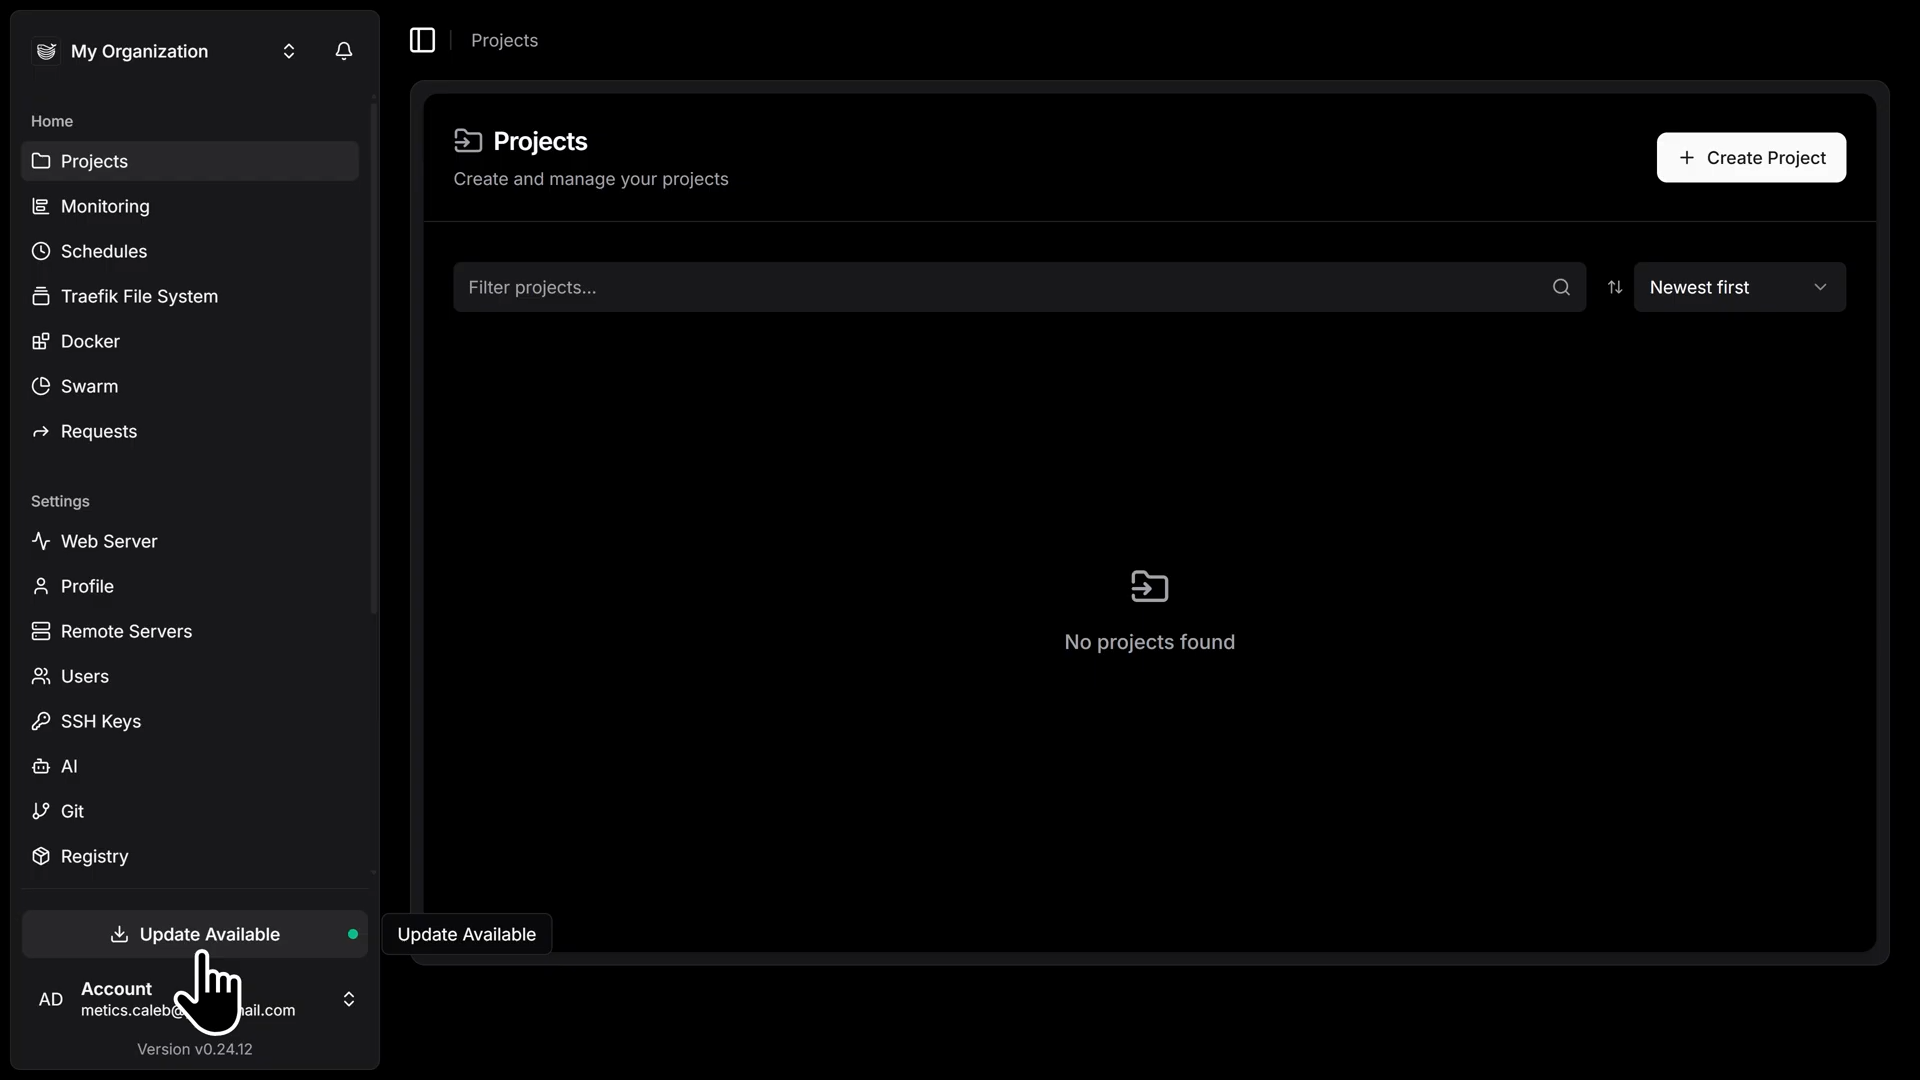 My Organization
Home
Projects
Monitoring
Schedules
Traefik File System
Docker
Swarm
Requests
Settings
Web Server
Profile
Remote Servers
Users
SSH Keys
AI
Git
Registry
Update Available
AD
Account
metics.caleb@
ail.com
Version v0.24.12
Projects
Projects
Create and manage your projects
Create Project
Filter projects...
Newest first
No projects found
Update Available